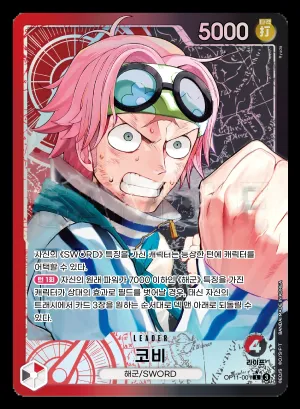 5000
打
자신의 《SWORD》 특징을 가진 캐릭터는 등장한 턴에 캐릭터를
어택할 수 있다.
턴 1회 자신의 원래 파워가 7000 이하인 《해군》 특징을 가진
캐릭터가 상대의 효과로 필드를 벗어날 경우, 대신 자신의
트래시에서 카드 3장을 원하는 순서대로 덱 맨 아래로 되돌릴 수
있다.
LEADER
코비
해군/SWORD
4
라이프
OP11-001 L